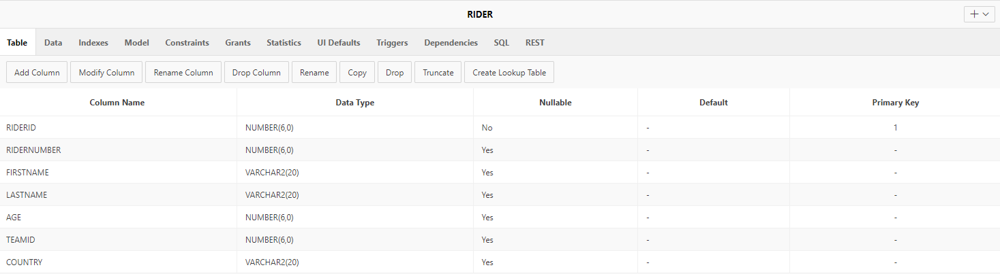 RIDER
Table Data Indexes Model Constraints Grants Statistics UI Defaults Triggers Dependencies SQL REST
Add Column Modify Column Rename Column Drop Column Rename Copy Drop Truncate Create Lookup Table
Column Name Data Type Nullable Default Primary Key
RIDERID NUMBER(6,0) No - 1
RIDERNUMBER NUMBER(6,0) Yes - -
FIRSTNAME VARCHAR2(20) Yes - -
LASTNAME VARCHAR2(20) Yes - -
AGE NUMBER(6,0) Yes - -
TEAMID NUMBER(6,0) Yes - -
COUNTRY VARCHAR2(20) Yes - -